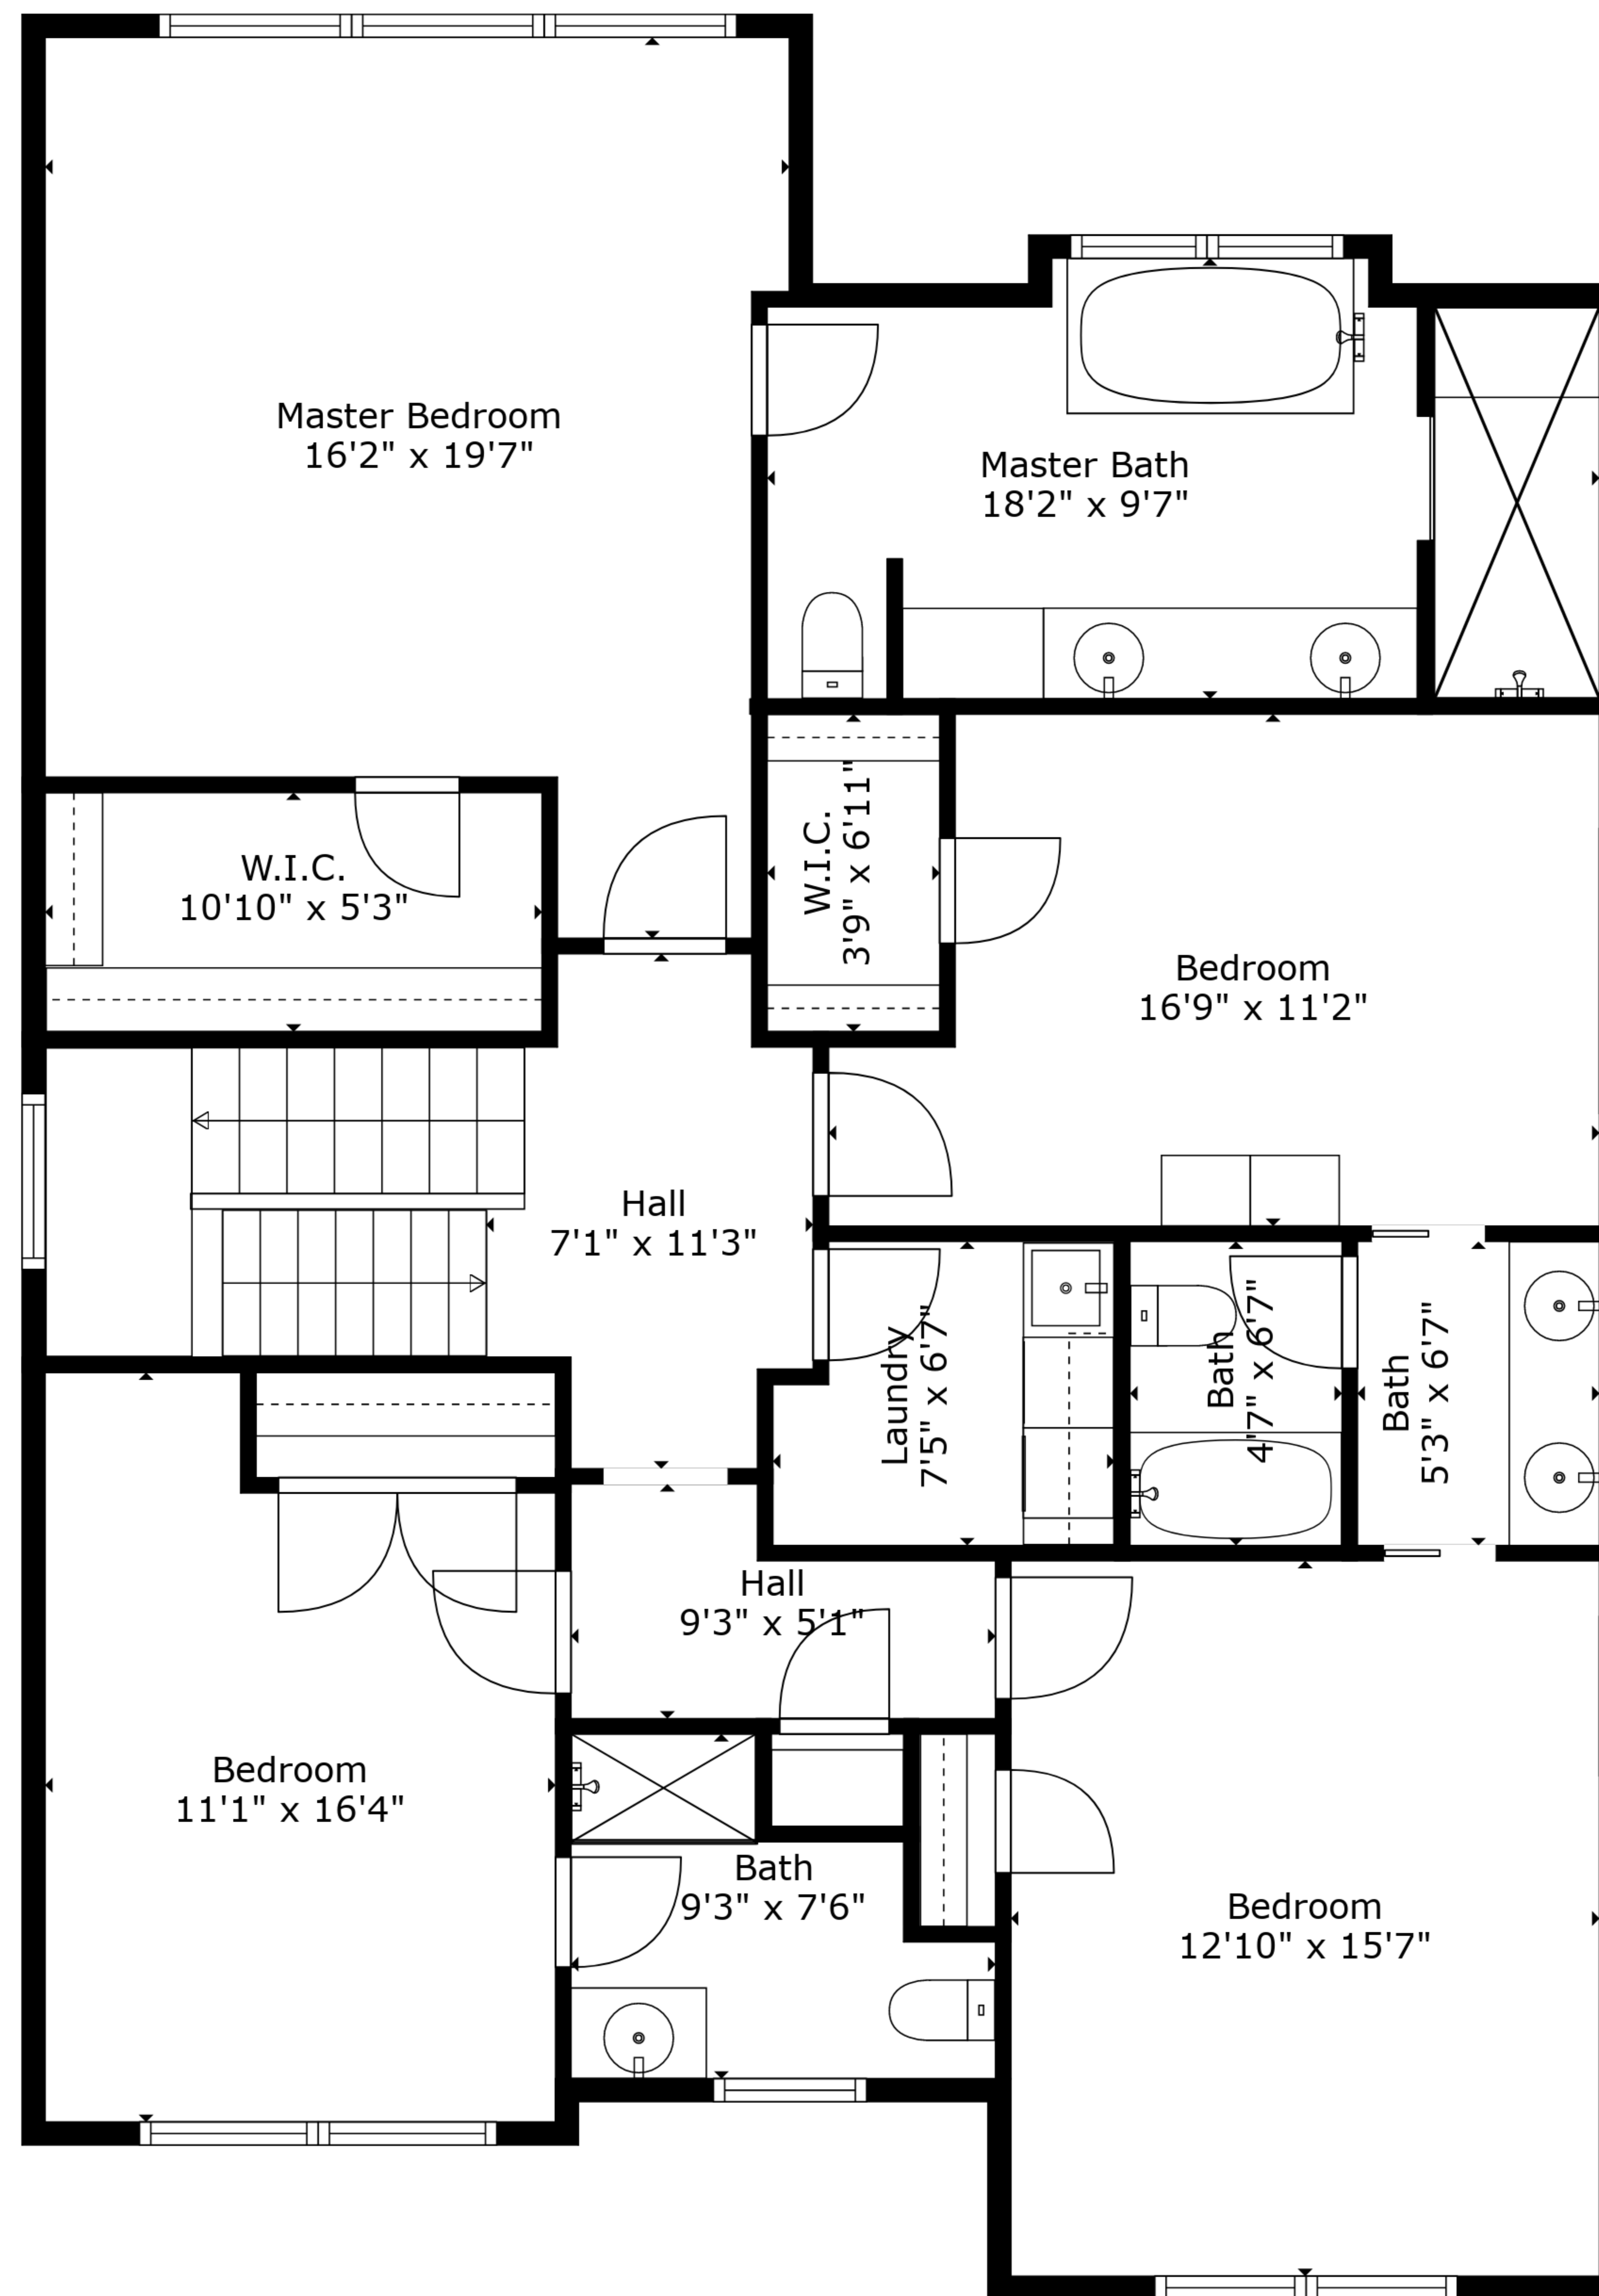 Master Bedroom
16'2" x 19'7"
Master Bath
18'2" x 9'7"
W.I.C.
10'10" x 5'3"
W.I.C.
3'9" x 6'11"
Bedroom
16'9" x 11'2"
Hall
7'1" x 11'3"
Laundry
7'5" x 6'7"
Bath
4'7" x 6'7"
Bath
5'3" x 6'7"
Hall
9'3" x 5'1"
Bedroom
11'1" x 16'4"
Bath
9'3" x 7'6"
Bedroom
12'10" x 15'7"